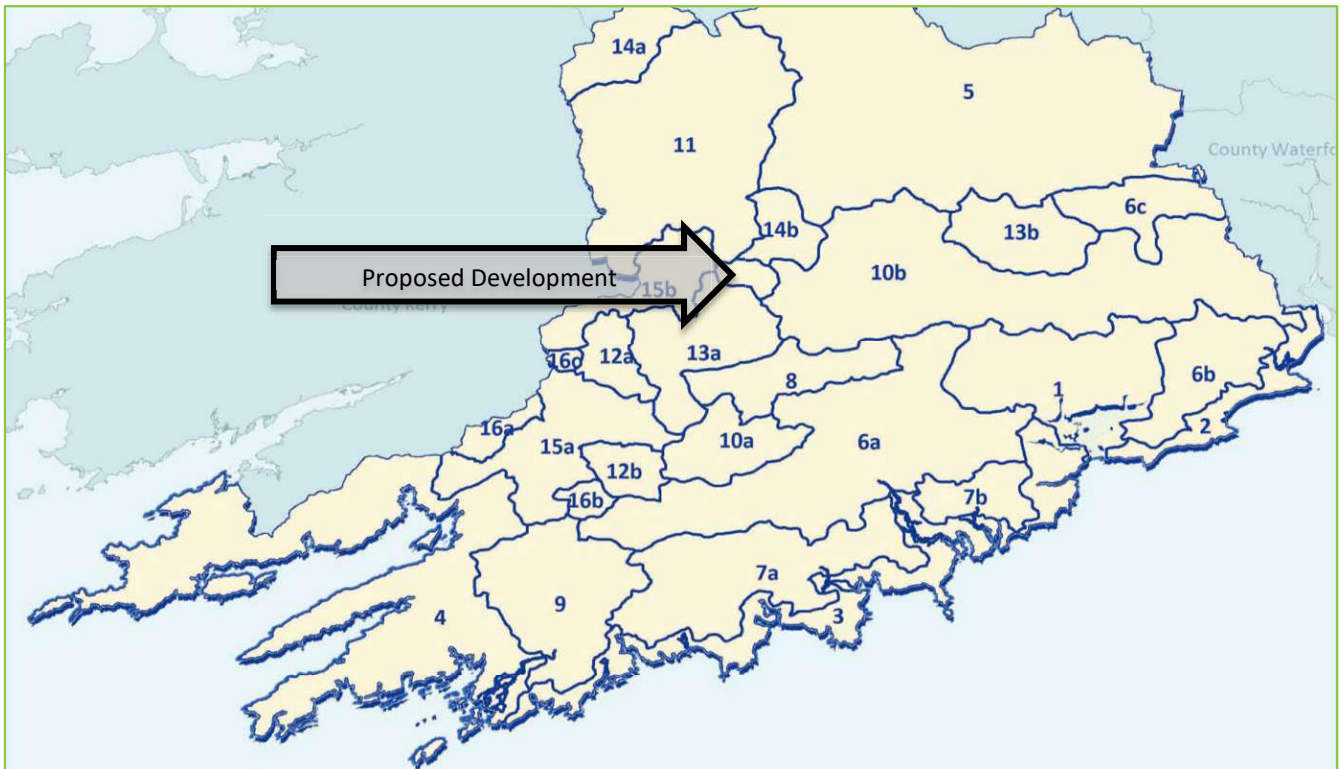 14a
5
11
County Waterfo
6c
14b
13b
10b
Proposed Development
15b
County Kerry
16c
12a
13a
8
1
6b
2
16a
15a
10a
6a
12b
16b
7b
7a
9
4
3